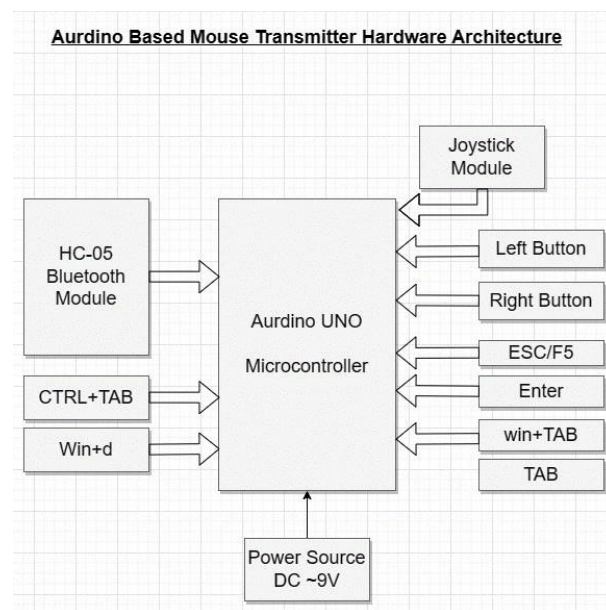 Aurdino Based Mouse Transmitter Hardware Architecture
Joystick
Module
HC-05
Bluetooth
Module
Aurdino UNO
Microcontroller
Left Button
Right Button
ESC/F5
Enter
win+TAB
TAB
CTRL+TAB
Win+d
Power Source
DC ~9V